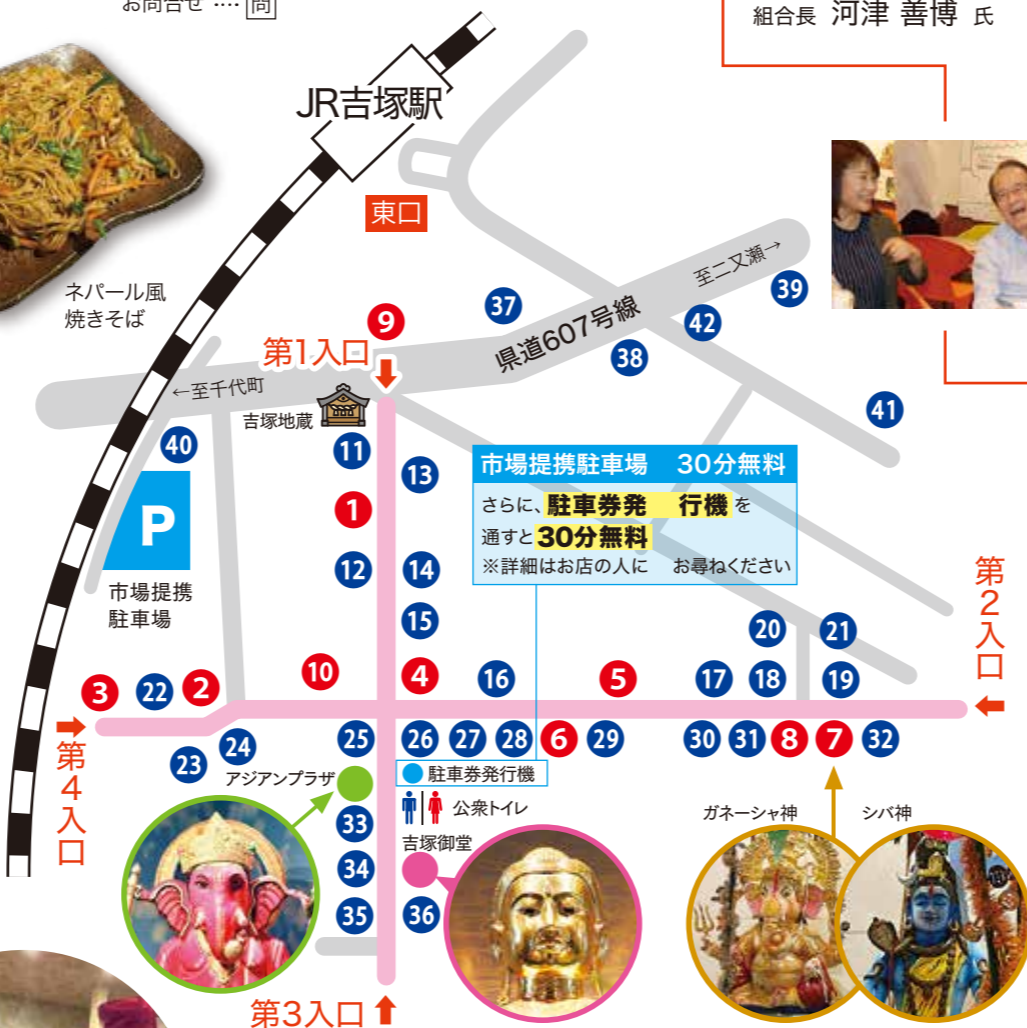 お問合せ ‥‥ 問
組合長 河津 善博 氏
JR吉塚駅
東口
ネパール風
焼きそば
至二又瀬→
39
37
県道607号線
42
9
第1入口
38
←至千代町
吉塚地蔵
41
40
11
13
市場提携駐車場 30分無料
さらに、駐車券発 行機を
通すと30分無料
※詳細はお店の人に お尋ねください
1
P
12
14
市場提携
駐車場
15
第2入口
20
21
10
4
16
5
17
18
19
3
22
2
第4入口
23
24
25
26
27
28
6
29
30
31
8
7
32
アジアンプラザ
駐車券発行機
公衆トイレ
ガネーシャ神
シバ神
33
吉塚御堂
34
35
36
第3入口